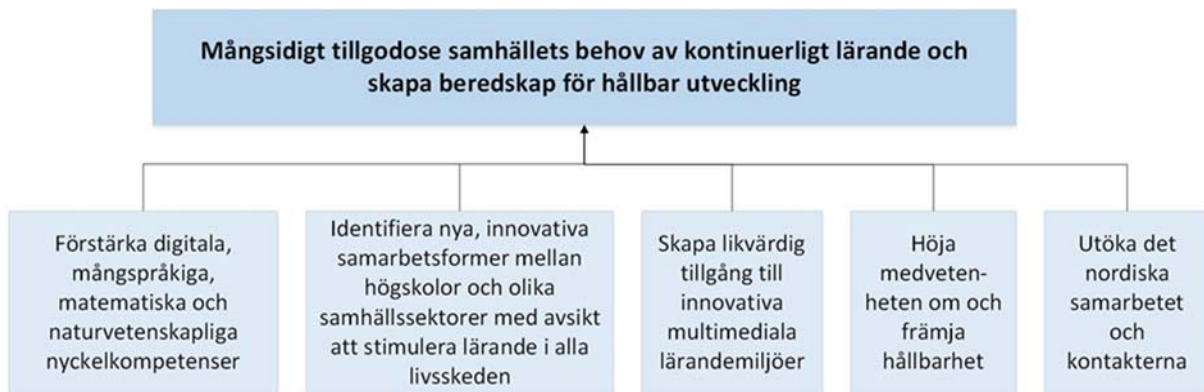 Mångsidigt tillgodose samhällets behov av kontinuerligt lärande och
skapa beredskap för hållbar utveckling
Förstärka digitala,
mångspråkiga,
matematiska och
naturvetenskapliga
nyckelkompetenser
Identifiera nya, innovativa
samarbetsformer mellan
högskolor och olika
samhällssektorer med avsikt
att stimulera lärande i alla
livsskeden
Skapa likvärdig
tillgång till
innovativa
multimediala
lärandemiljöer
Höja
medveten-
heten om och
främja
hållbarhet
Utöka det
nordiska
samarbetet
och
kontakterna